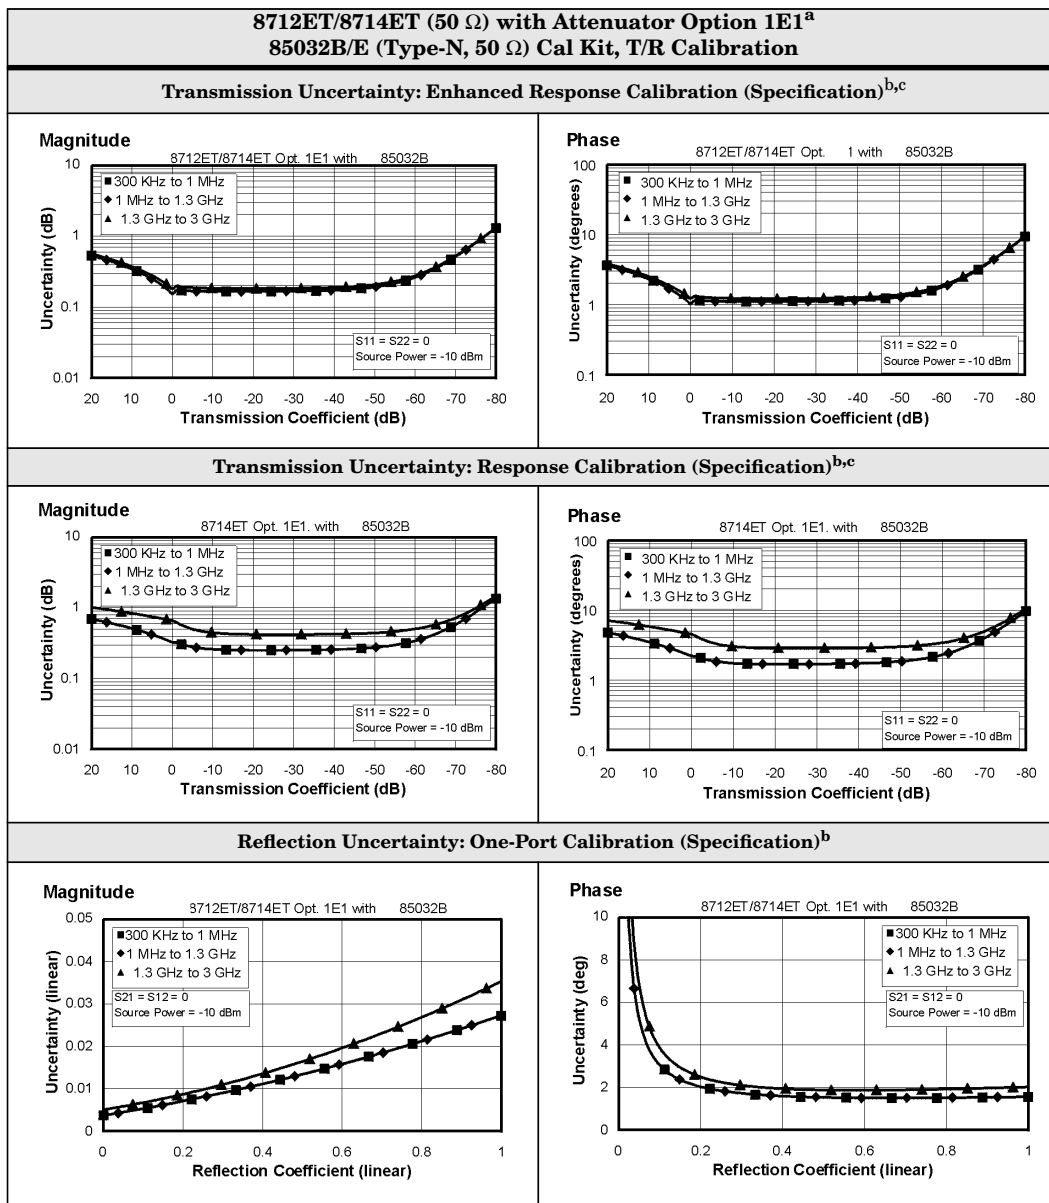 8712ET/8714ET (50 Ω) with Attenuator Option 1E1a
85032B/E (Type-N, 50 Ω) Cal Kit, T/R Calibration
Transmission Uncertainty: Enhanced Response Calibration (Specification)b,c
Magnitude
8712ET/8714ET Opt. 1E1 with 85032B
Uncertainty (dB)
10
1
0.1
0.01
300 KHz to 1 MHz
1 MHz to 1.3 GHz
1.3 GHz to 3 GHz
S11 = S22 = 0
Source Power = -10 dBm
20 10 0 -10 -20 -30 -40 -50 -60 -70 -80
Transmission Coefficient (dB)
Phase
8712ET/8714ET Opt. 1 with 85032B
Uncertainty (degrees)
100
10
1
0.1
300 KHz to 1 MHz
1 MHz to 1.3 GHz
1.3 GHz to 3 GHz
S11 = S22 = 0
Source Power = -10 dBm
20 10 0 -10 -20 -30 -40 -50 -60 -70 -80
Transmission Coefficient (dB)
Transmission Uncertainty: Response Calibration (Specification)b,c
Magnitude
8714ET Opt. 1E1. with 85032B
Uncertainty (dB)
10
1
0.1
0.01
300 KHz to 1 MHz
1 MHz to 1.3 GHz
1.3 GHz to 3 GHz
S11 = S22 = 0
Source Power = -10 dBm
20 10 0 -10 -20 -30 -40 -50 -60 -70 -80
Transmission Coefficient (dB)
Phase
8714ET Opt. 1E1. with 85032B
Uncertainty (degrees)
100
10
1
0.1
300 KHz to 1 MHz
1 MHz to 1.3 GHz
1.3 GHz to 3 GHz
S11 = S22 = 0
Source Power = -10 dBm
20 10 0 -10 -20 -30 -40 -50 -60 -70 -80
Transmission Coefficient (dB)
Reflection Uncertainty: One-Port Calibration (Specification)b
Magnitude
8712ET/8714ET Opt. 1E1 with 85032B
Uncertainty (linear)
0.05
0.04
0.03
0.02
0.01
0
300 KHz to 1 MHz
1 MHz to 1.3 GHz
1.3 GHz to 3 GHz
S21 = S12 = 0
Source Power = -10 dBm
0 0.2 0.4 0.6 0.8 1
Reflection Coefficient (linear)
Phase
8712ET/8714ET Opt. 1E1 with 85032B
Uncertainty (deg)
10
8
6
4
2
0
300 KHz to 1 MHz
1 MHz to 1.3 GHz
1.3 GHz to 3 GHz
S21 = S12 = 0
Source Power = -10 dBm
0 0.2 0.4 0.6 0.8 1
Reflection Coefficient (linear)